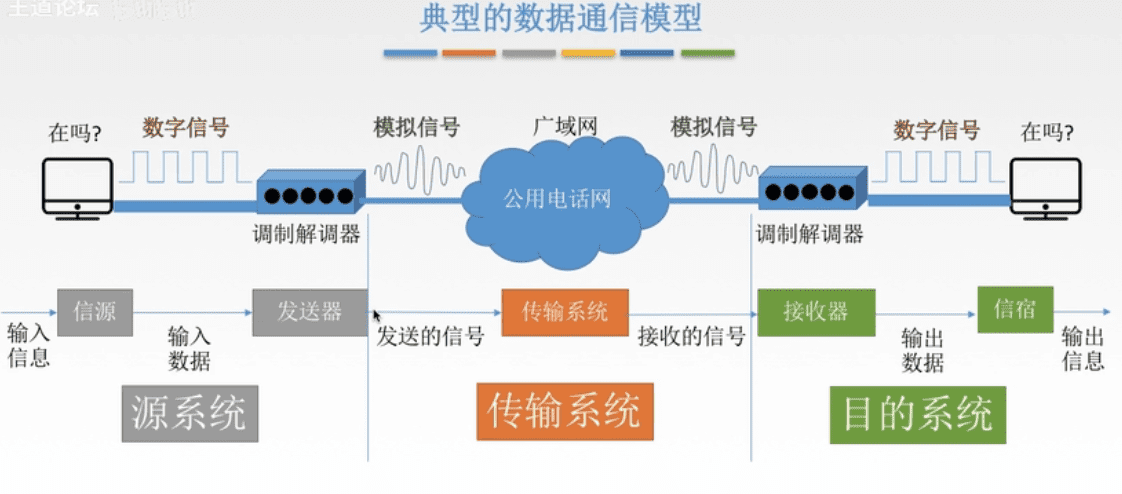 王道论坛
典型的数据通信模型
在吗?
数字信号
模拟信号
广域网
模拟信号
数字信号
在吗?
公用电话网
调制解调器
调制解调器
信源
发送器
传输系统
接收器
信宿
输入
信息
输入
数据
发送的信号
接收的信号
输出
数据
输出
信息
源系统
传输系统
目的系统